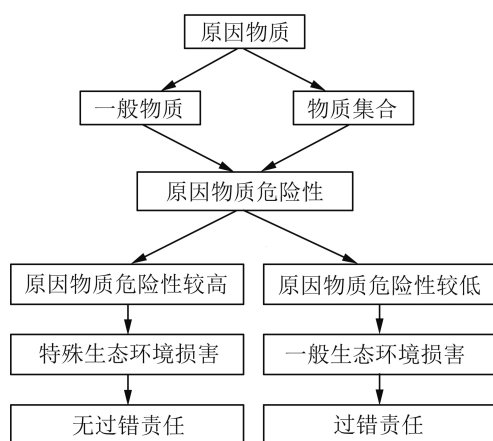 原因物质
一般物质
物质集合
原因物质危险性
原因物质危险性较高
原因物质危险性较低
特殊生态环境损害
一般生态环境损害
无过错责任
过错责任